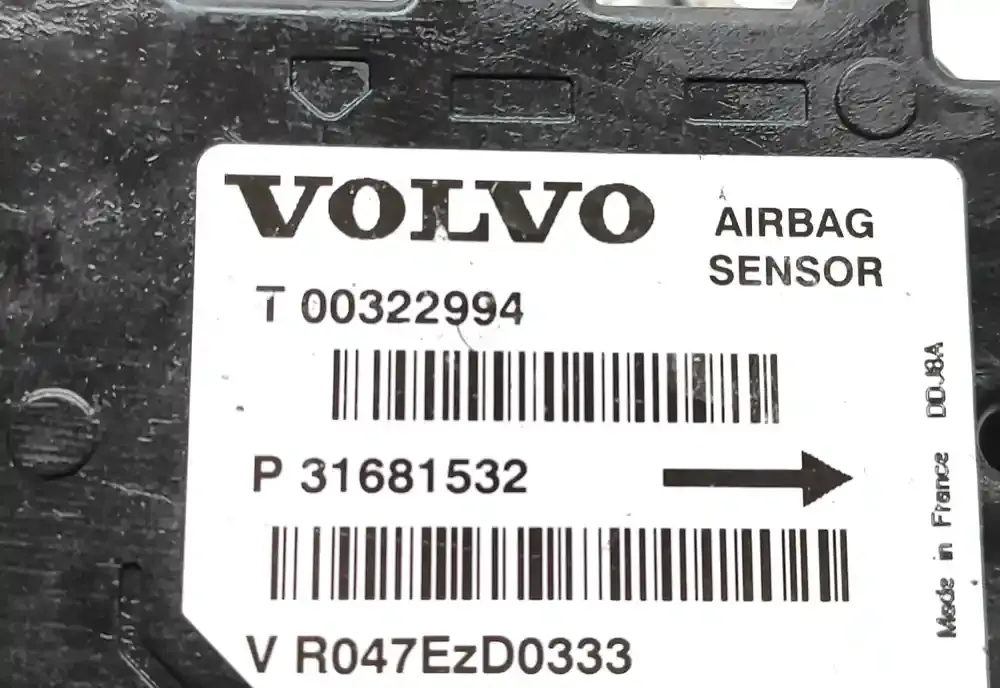 VOLVO
AIRBAG
SENSOR
T 00322994
P 31681532
V R047EzD0333
Made in France DDJ8A